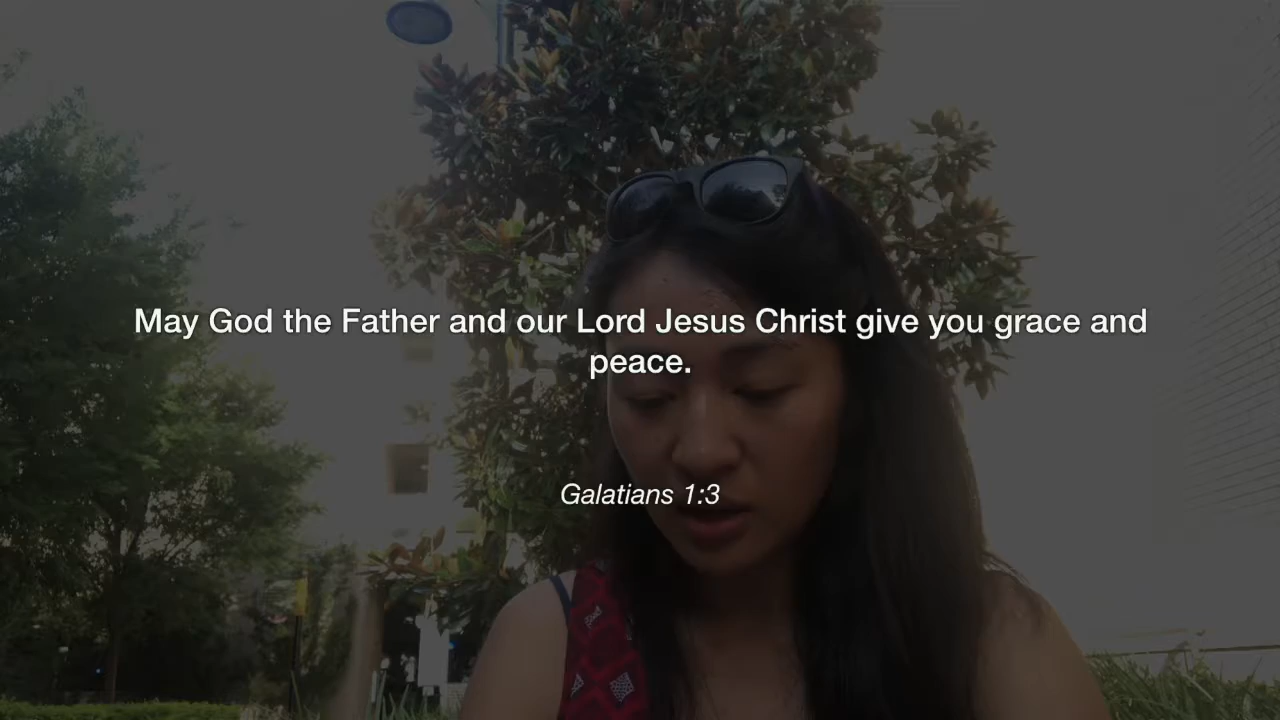 May God the Father and our Lord Jesus Christ give you grace and
peace.
Galatians 1:3